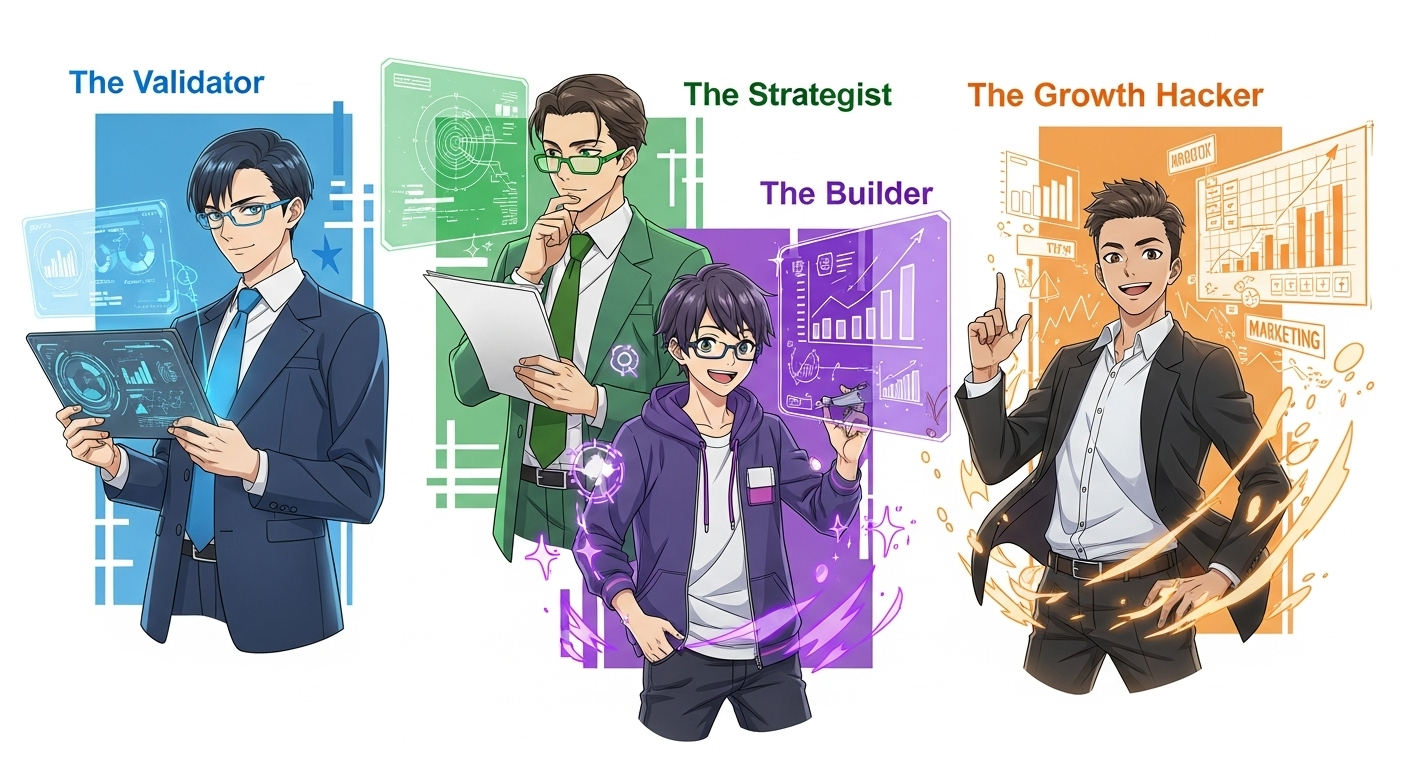 The Validator
The Strategist
The Growth Hacker
The Builder
MARKETING